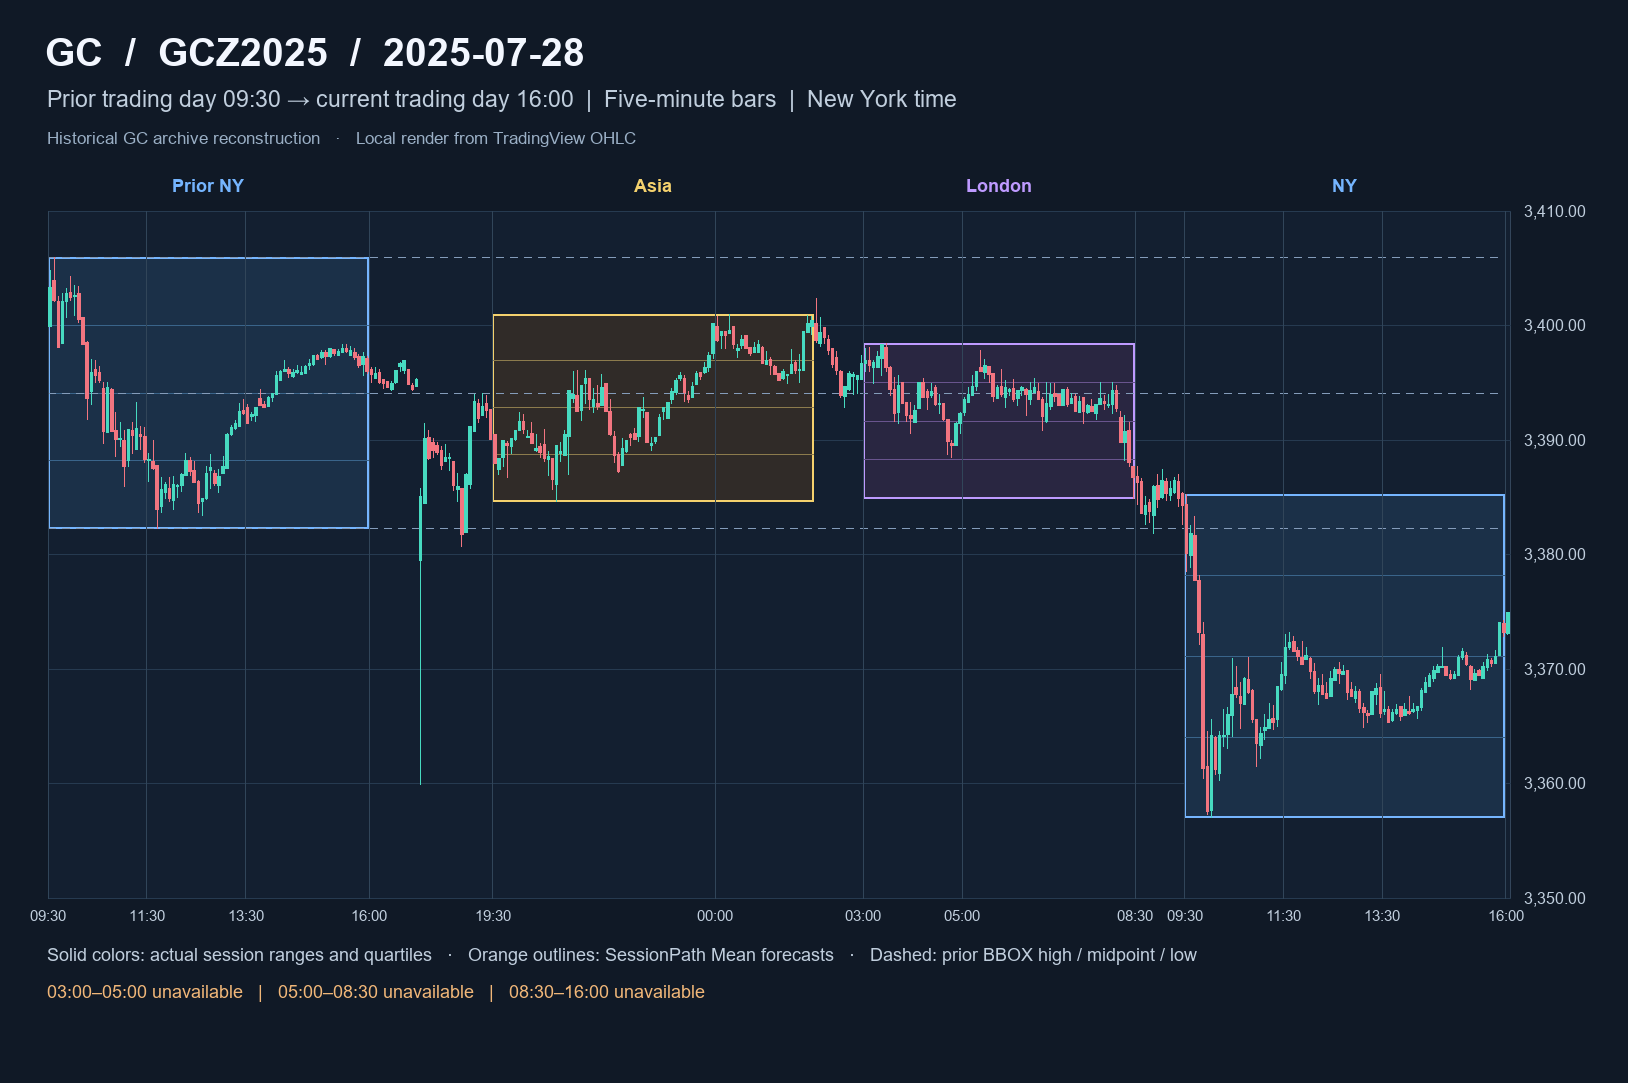 GC / GCZ2025 / 2025-07-28
Prior trading day 09:30 → current trading day 16:00 | Five-minute bars | New York time
Historical GC archive reconstruction · Local render from TradingView OHLC
Prior NY Asia London NY
3,410.00
3,400.00
3,390.00
3,380.00
3,370.00
3,360.00
3,350.00
09:30 11:30 13:30 16:00 19:30 00:00 03:00 05:00 08:30 09:30 11:30 13:30 16:00
Solid colors: actual session ranges and quartiles · Orange outlines: SessionPath Mean forecasts · Dashed: prior BBOX high / midpoint / low
03:00–05:00 unavailable | 05:00–08:30 unavailable | 08:30–16:00 unavailable